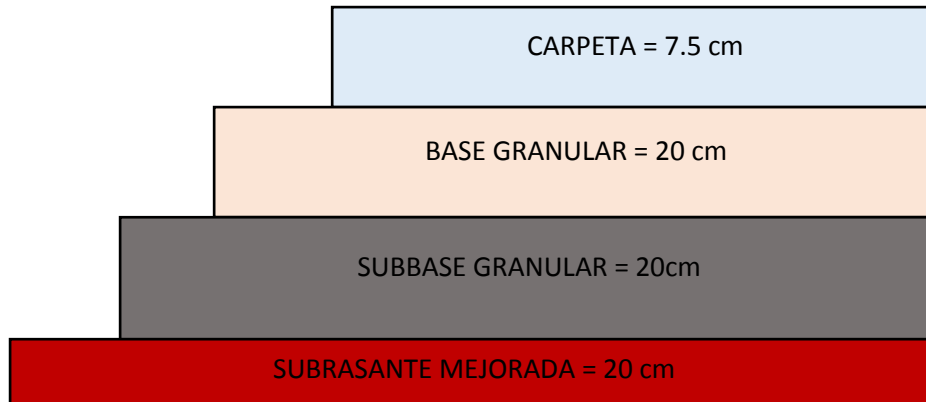 CARPETA = 7.5 cm
BASE GRANULAR = 20 cm
SUBBASE GRANULAR = 20cm
SUBRASANTE MEJORADA = 20 cm